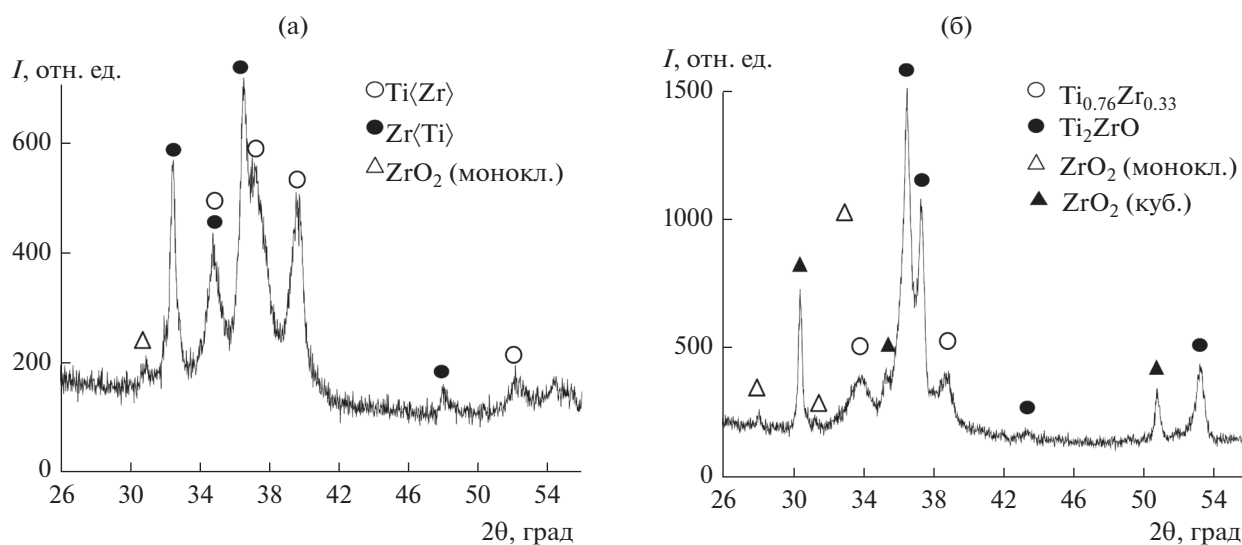 (а)
I, отн. ед.
600
400
200
0
26 30 34 38 42 46 50 54
2θ, град
Ti⟨Zr⟩
Zr⟨Ti⟩
ZrO₂ (монокл.)
(б)
I, отн. ед.
1500
1000
500
0
26 30 34 38 42 46 50 54
2θ, град
Ti₀.₇₆Zr₀.₃₃
Ti₂ZrO
ZrO₂ (монокл.)
ZrO₂ (куб.)